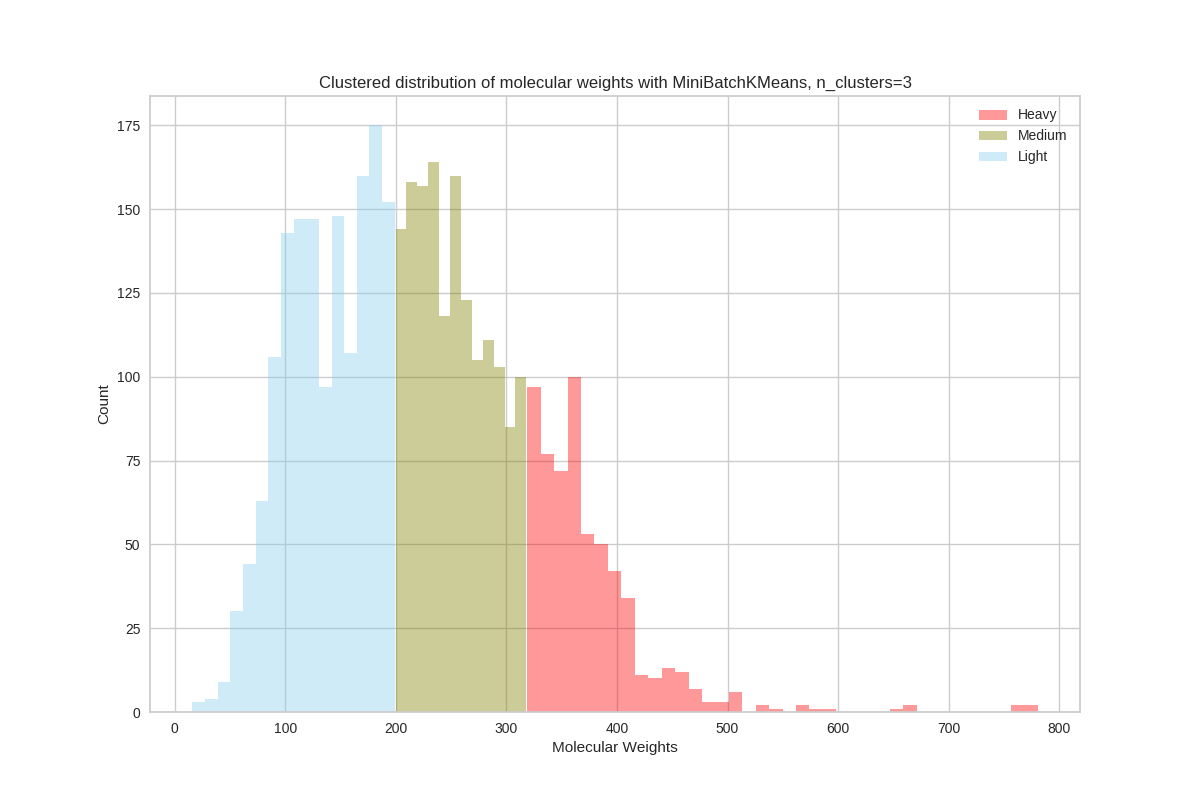 Clustered distribution of molecular weights with MiniBatchKMeans, n_clusters=3
Heavy
Medium
Light
175
150
125
100
75
50
25
0
Count
0 100 200 300 400 500 600 700 800
Molecular Weights